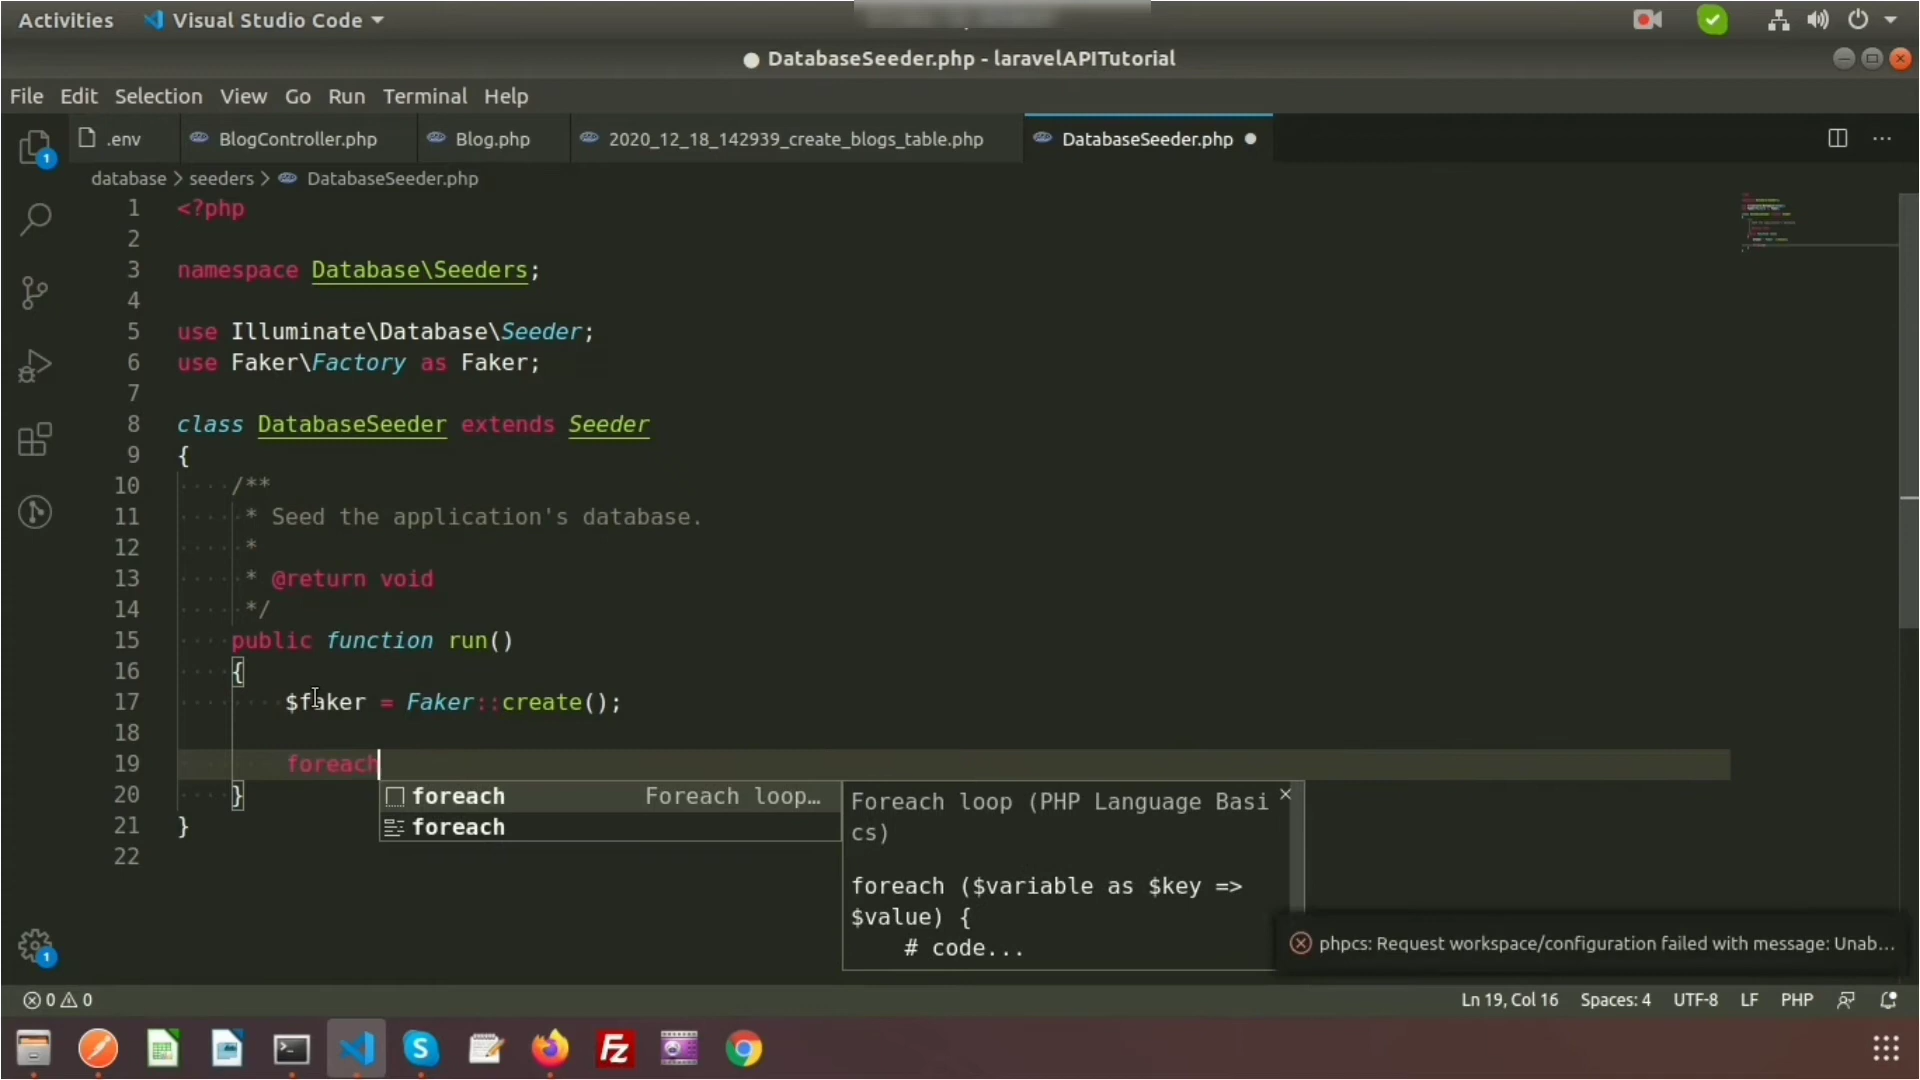 Activities Visual Studio Code
DatabaseSeeder.php - laravelAPITutorial
File Edit Selection View Go Run Terminal Help
.env BlogController.php Blog.php 2020_12_18_142939_create_blogs_table.php DatabaseSeeder.php
database > seeders > DatabaseSeeder.php
1 <?php
2
3 namespace Database\Seeders;
4
5 use Illuminate\Database\Seeder;
6 use Faker\Factory as Faker;
7
8 class DatabaseSeeder extends Seeder
9 {
10 /**
11 * Seed the application's database.
12 *
13 * @return void
14 */
15 public function run()
16 {
17 $faker = Faker::create();
18
19 foreach
20 }
21 }
22
foreach Foreach loop…
foreach
Foreach loop (PHP Language Basi
cs)
foreach ($variable as $key =>
$value) {
# code...
phpcs: Request workspace/configuration failed with message: Unab…
0 0 Ln 19, Col 16 Spaces: 4 UTF-8 LF PHP